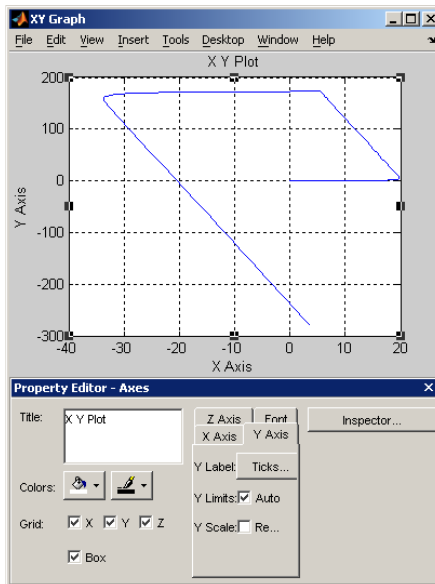 XY Graph
File Edit View Insert Tools Desktop Window Help
X Y Plot
200
100
0
-100
-200
-300
Y Axis
-40 -30 -20 -10 0 10 20
X Axis
Property Editor - Axes
Title: X Y Plot
Colors:
Grid: X Y Z
Box
Z Axis Font
X Axis Y Axis
Y Label: Ticks...
Y Limits: Auto
Y Scale: Re...
Inspector...